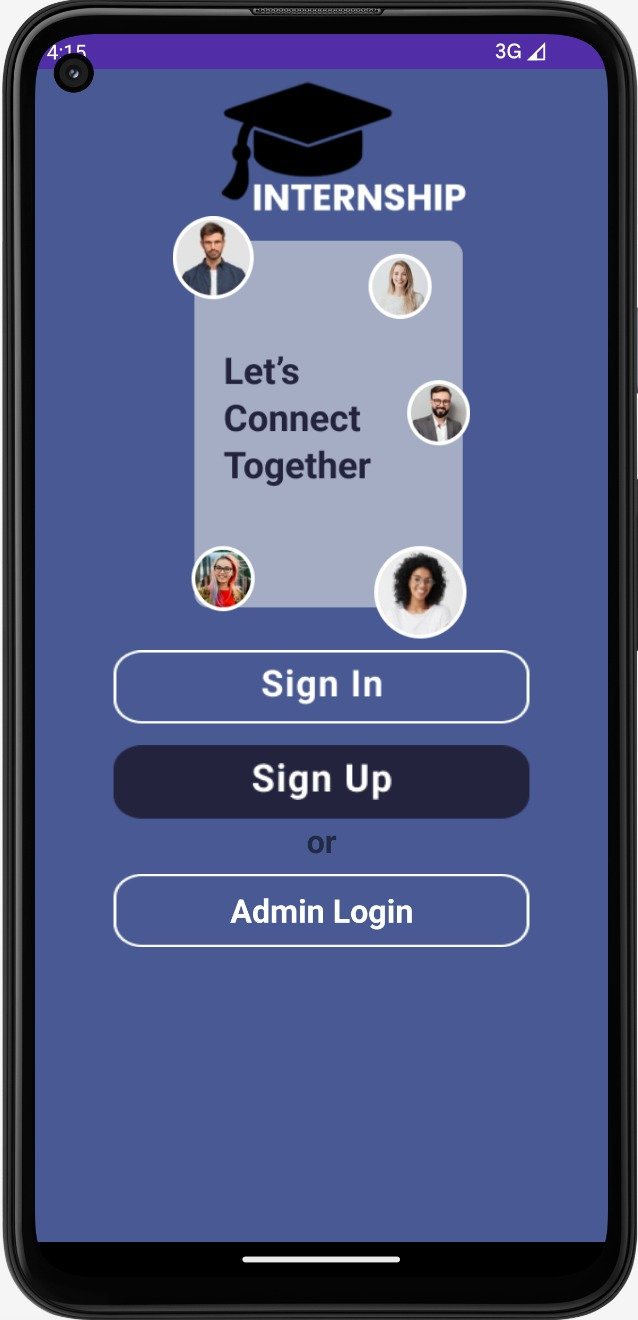 4:15
3G
INTERNSHIP
Let’s
Connect
Together
Sign In
Sign Up
or
Admin Login